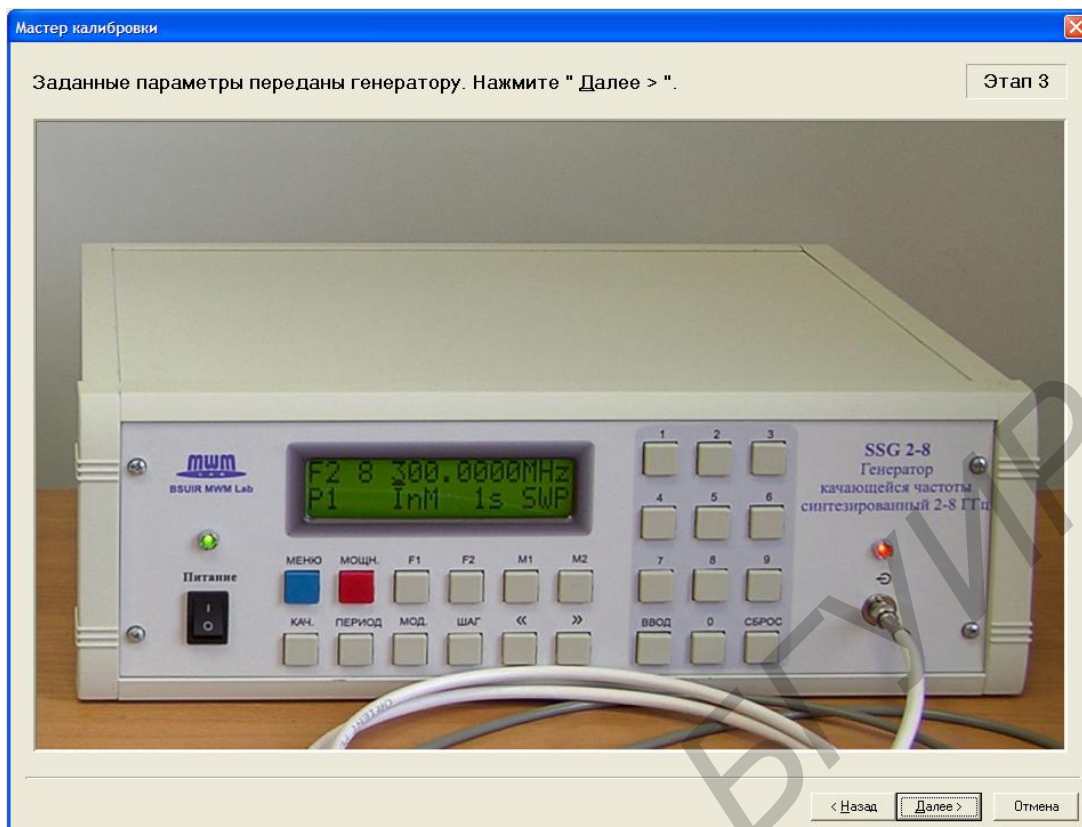 Мастер калибровки
Заданные параметры переданы генератору. Нажмите " Далее > ".
Этап 3
MWM
LAB
BSUIR MWM Lab
F2 8 300.0000MHz
P1 InM 1s SWP
1 2 3
4 5 6
7 8 9
ВВОД 0 СБРОС
SSG 2-8
Генератор
качающейся частоты
синтезированный 2-8 ГГц
Питание
I
O
МЕНЮ МОЩН. F1 F2 M1 M2
КАЧ. ПЕРИОД МОД. ШАГ « »
БГУИР
< Назад
Далее >
Отмена